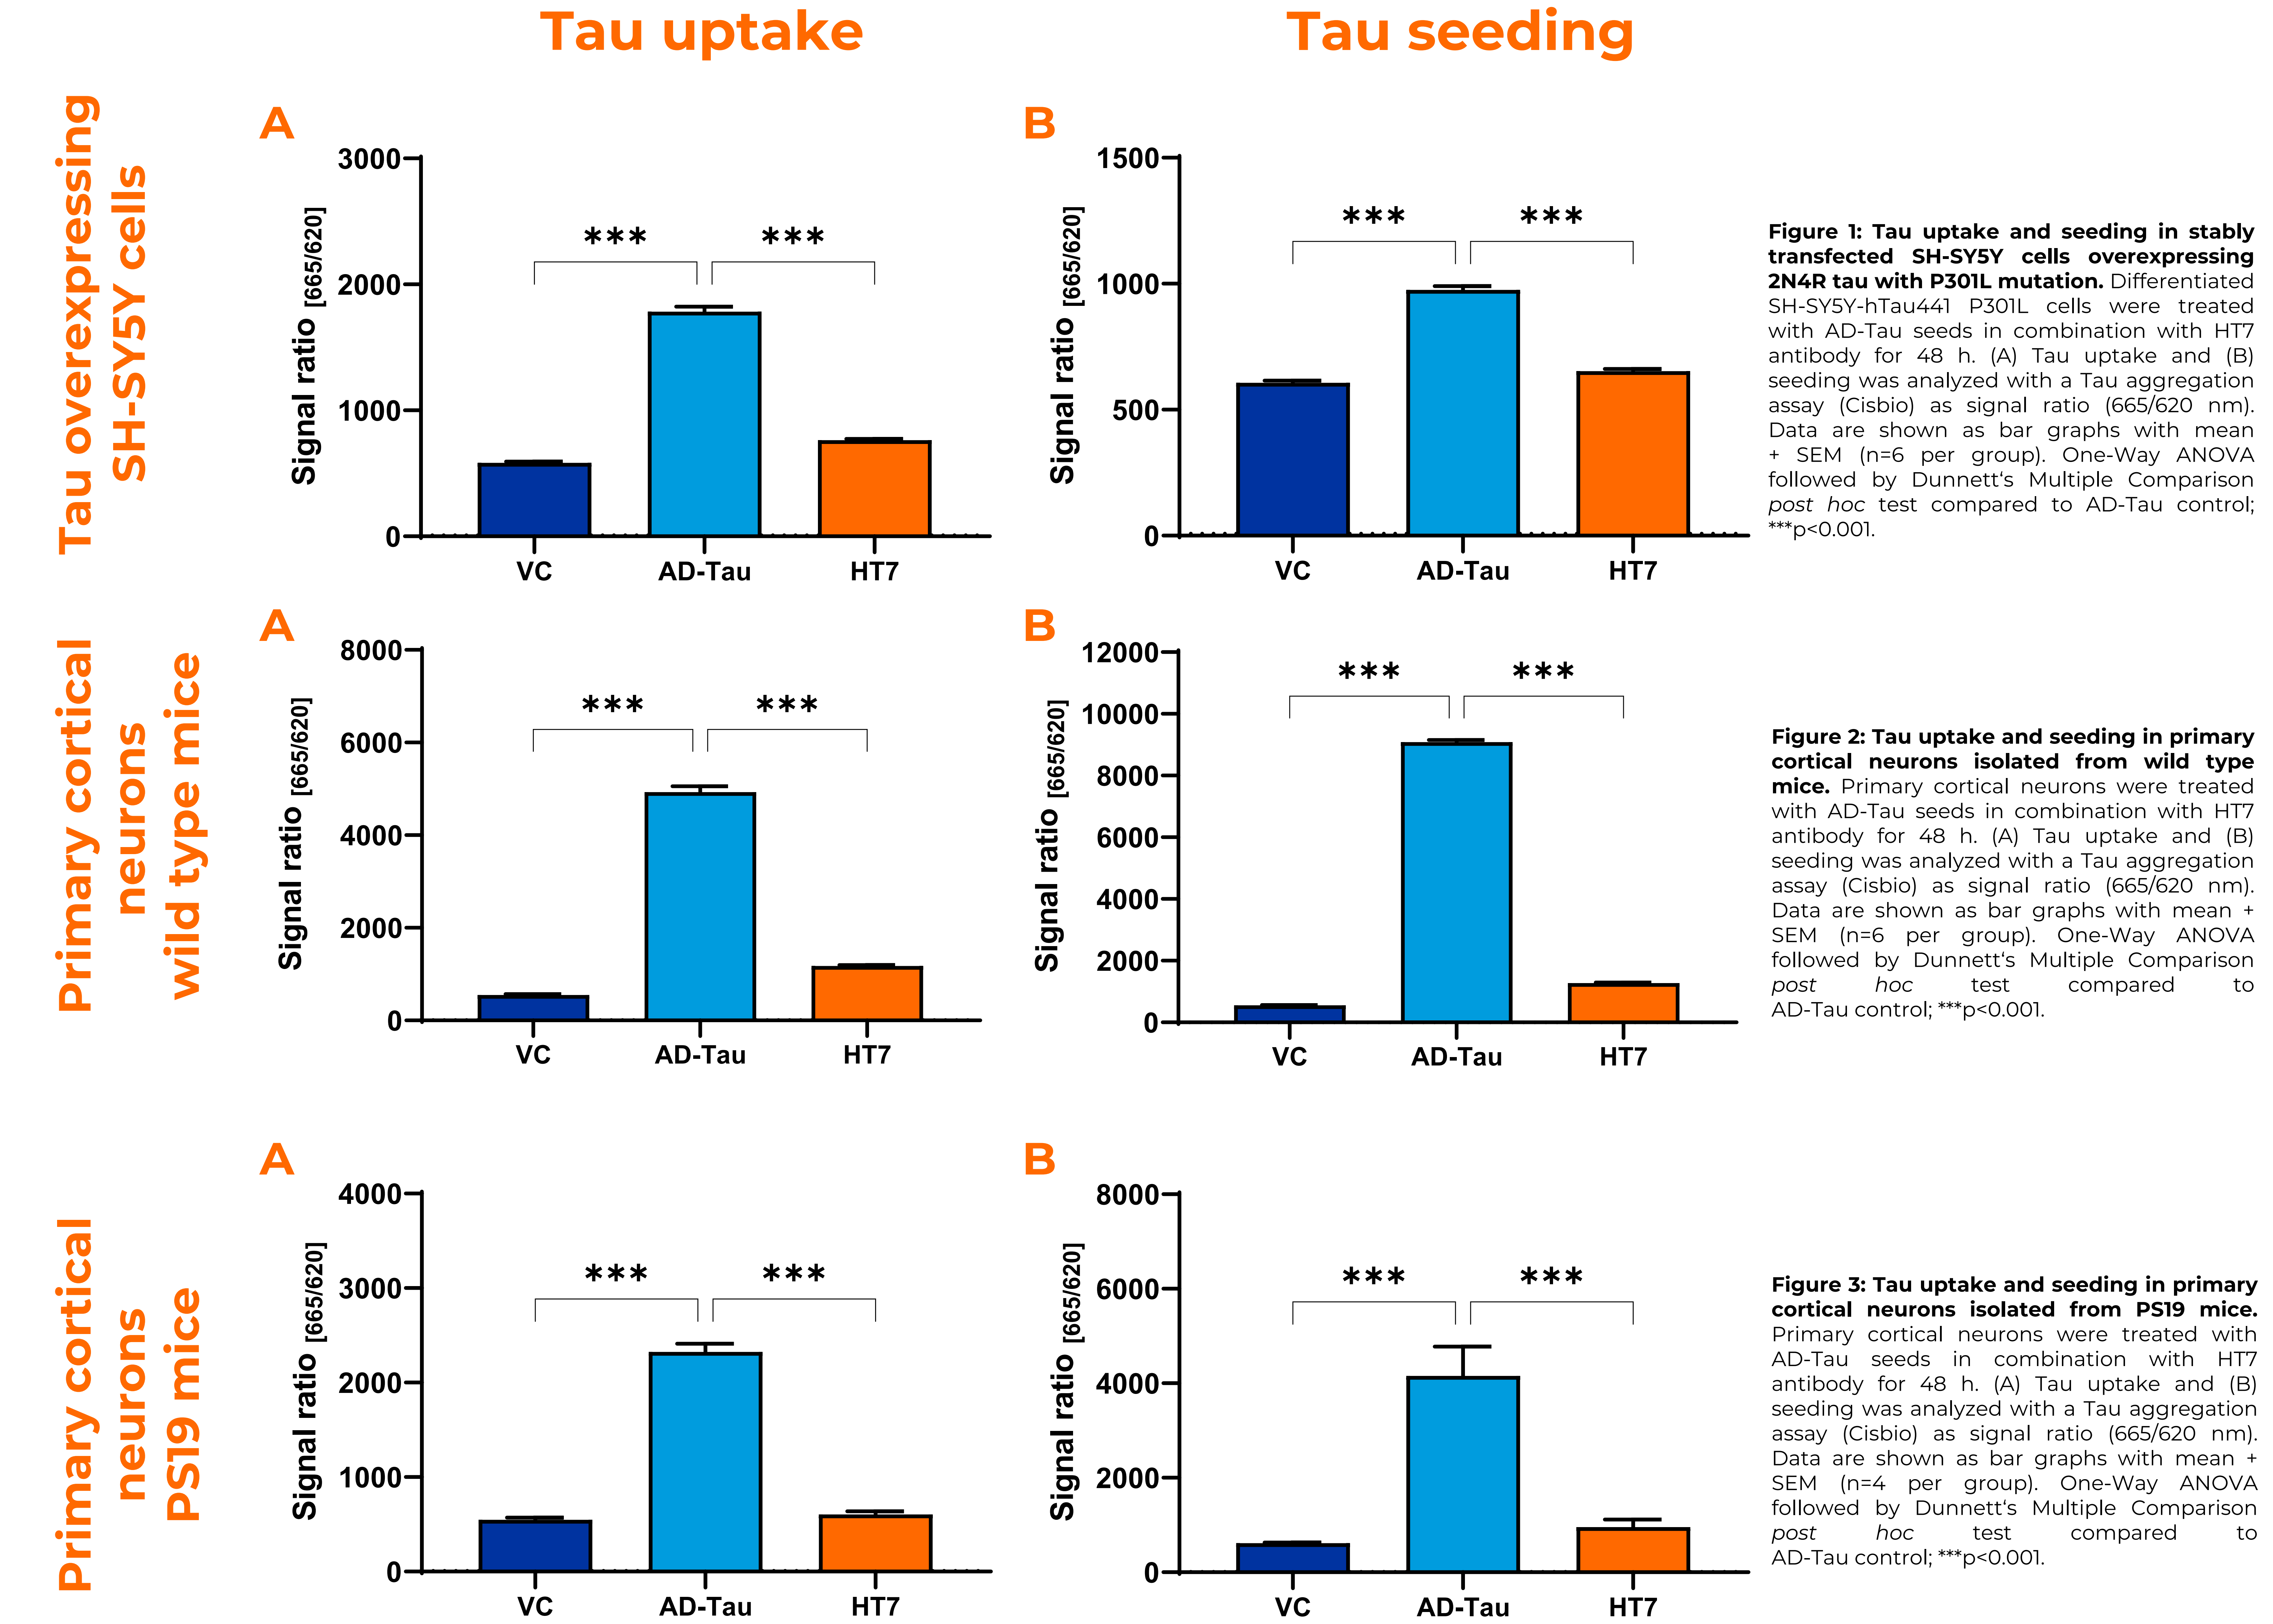 Tau uptake
Tau seeding
Tau overexpressing
SH-SY5Y cells
A
3000
2000
1000
0
Signal ratio [665/620]
***
***
VC
AD-Tau
HT7
B
1500
1000
500
0
Signal ratio [665/620]
***
***
VC
AD-Tau
HT7
Figure 1: Tau uptake and seeding in stably
transfected SH-SY5Y cells overexpressing
2N4R tau with P301L mutation. Differentiated
SH-SY5Y-hTau441 P301L cells were treated
with AD-Tau seeds in combination with HT7
antibody for 48 h. (A) Tau uptake and (B)
seeding was analyzed with a Tau aggregation
assay (Cisbio) as signal ratio (665/620 nm).
Data are shown as bar graphs with mean
+ SEM (n=6 per group). One-Way ANOVA
followed by Dunnett‘s Multiple Comparison
post hoc test compared to AD-Tau control;
***p<0.001.
Primary cortical
neurons
wild type mice
A
8000
6000
4000
2000
0
Signal ratio [665/620]
***
***
VC
AD-Tau
HT7
B
12000
10000
8000
6000
4000
2000
0
Signal ratio [665/620]
***
***
VC
AD-Tau
HT7
Figure 2: Tau uptake and seeding in primary
cortical neurons isolated from wild type
mice. Primary cortical neurons were treated
with AD-Tau seeds in combination with HT7
antibody for 48 h. (A) Tau uptake and (B)
seeding was analyzed with a Tau aggregation
assay (Cisbio) as signal ratio (665/620 nm).
Data are shown as bar graphs with mean +
SEM (n=6 per group). One-Way ANOVA
followed by Dunnett‘s Multiple Comparison
post hoc test compared to
AD-Tau control; ***p<0.001.
Primary cortical
neurons
PS19 mice
A
4000
3000
2000
1000
0
Signal ratio [665/620]
***
***
VC
AD-Tau
HT7
B
8000
6000
4000
2000
0
Signal ratio [665/620]
***
***
VC
AD-Tau
HT7
Figure 3: Tau uptake and seeding in primary
cortical neurons isolated from PS19 mice.
Primary cortical neurons were treated with
AD-Tau seeds in combination with HT7
antibody for 48 h. (A) Tau uptake and (B)
seeding was analyzed with a Tau aggregation
assay (Cisbio) as signal ratio (665/620 nm).
Data are shown as bar graphs with mean +
SEM (n=4 per group). One-Way ANOVA
followed by Dunnett‘s Multiple Comparison
post hoc test compared to
AD-Tau control; ***p<0.001.